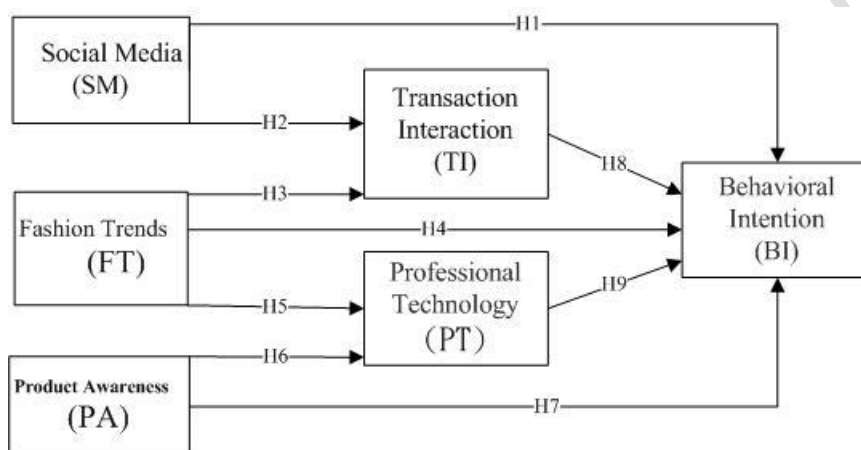 Social Media
(SM)
H1
H2
Transaction
Interaction
(TI)
H8
Behavioral
Intention
(BI)
Fashion Trends
(FT)
H3
H4
H5
Professional
Technology
(PT)
H9
Product Awareness
(PA)
H6
H7